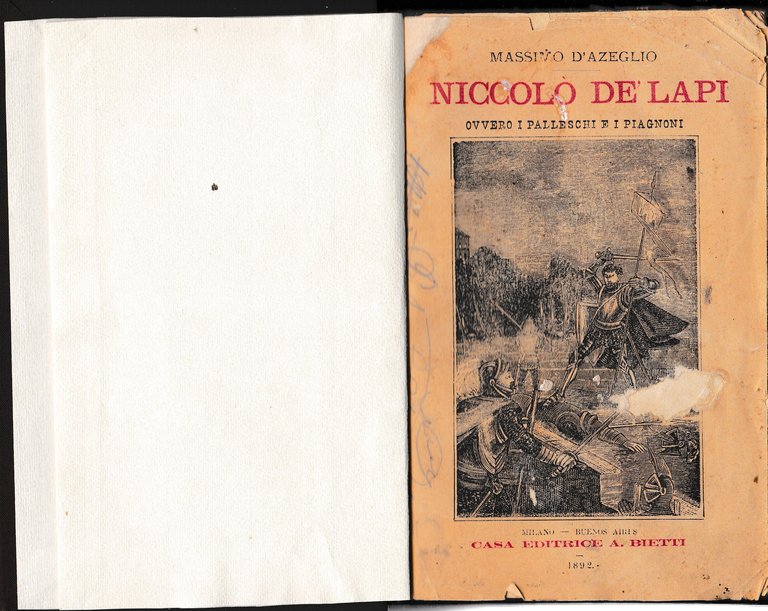 MASSIMO D'AZEGLIO
NICCOLÒ DE' LAPI
OVVERO I PALLESCHI E I PIAGNONI
MILANO — BUENOS AIRES
CASA EDITRICE A. BIETTI
1892.